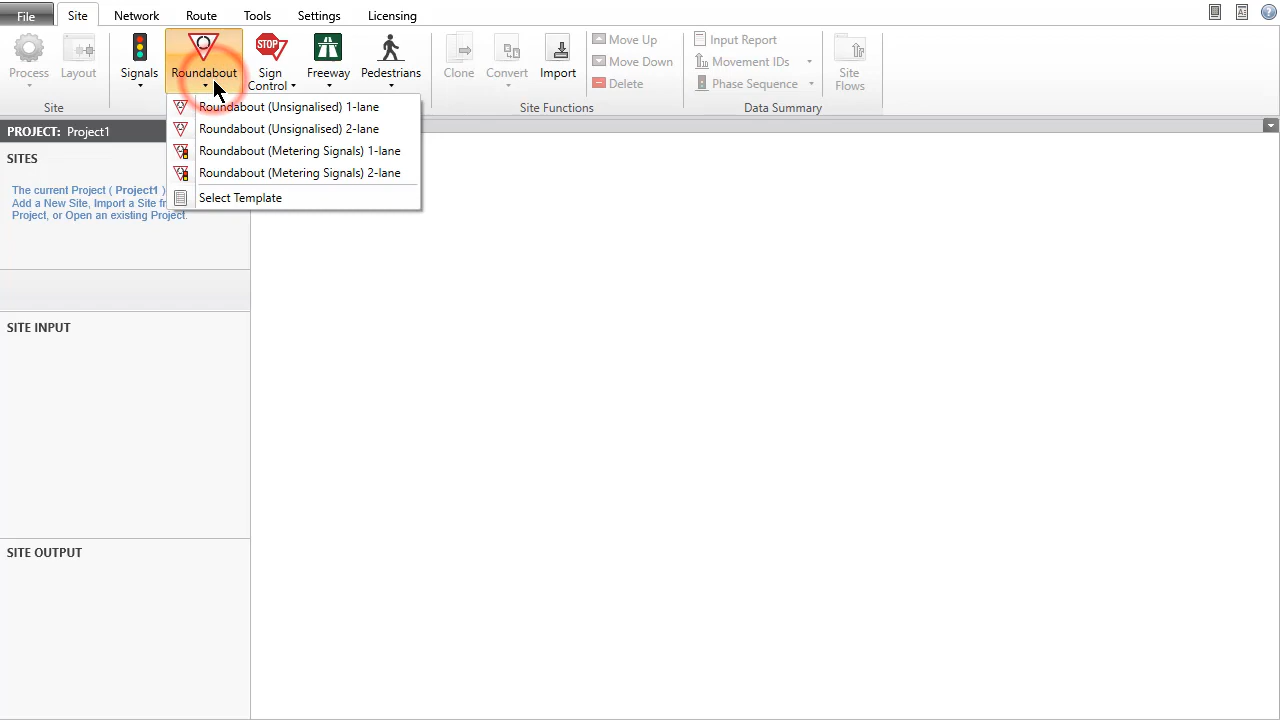 File Site Network Route Tools Settings Licensing
Process Layout Signals Roundabout STOP Sign Control Freeway Pedestrians Clone Convert Import
Move Up
Move Down
Delete
Input Report
Movement IDs
Phase Sequence
Site Flows
Site Site Functions Data Summary
Roundabout (Unsignalised) 1-lane
Roundabout (Unsignalised) 2-lane
Roundabout (Metering Signals) 1-lane
Roundabout (Metering Signals) 2-lane
Select Template
PROJECT: Project1
SITES
The current Project ( Project1 )
Add a New Site, Import a Site
Project, or Open an existing Project.
SITE INPUT
SITE OUTPUT